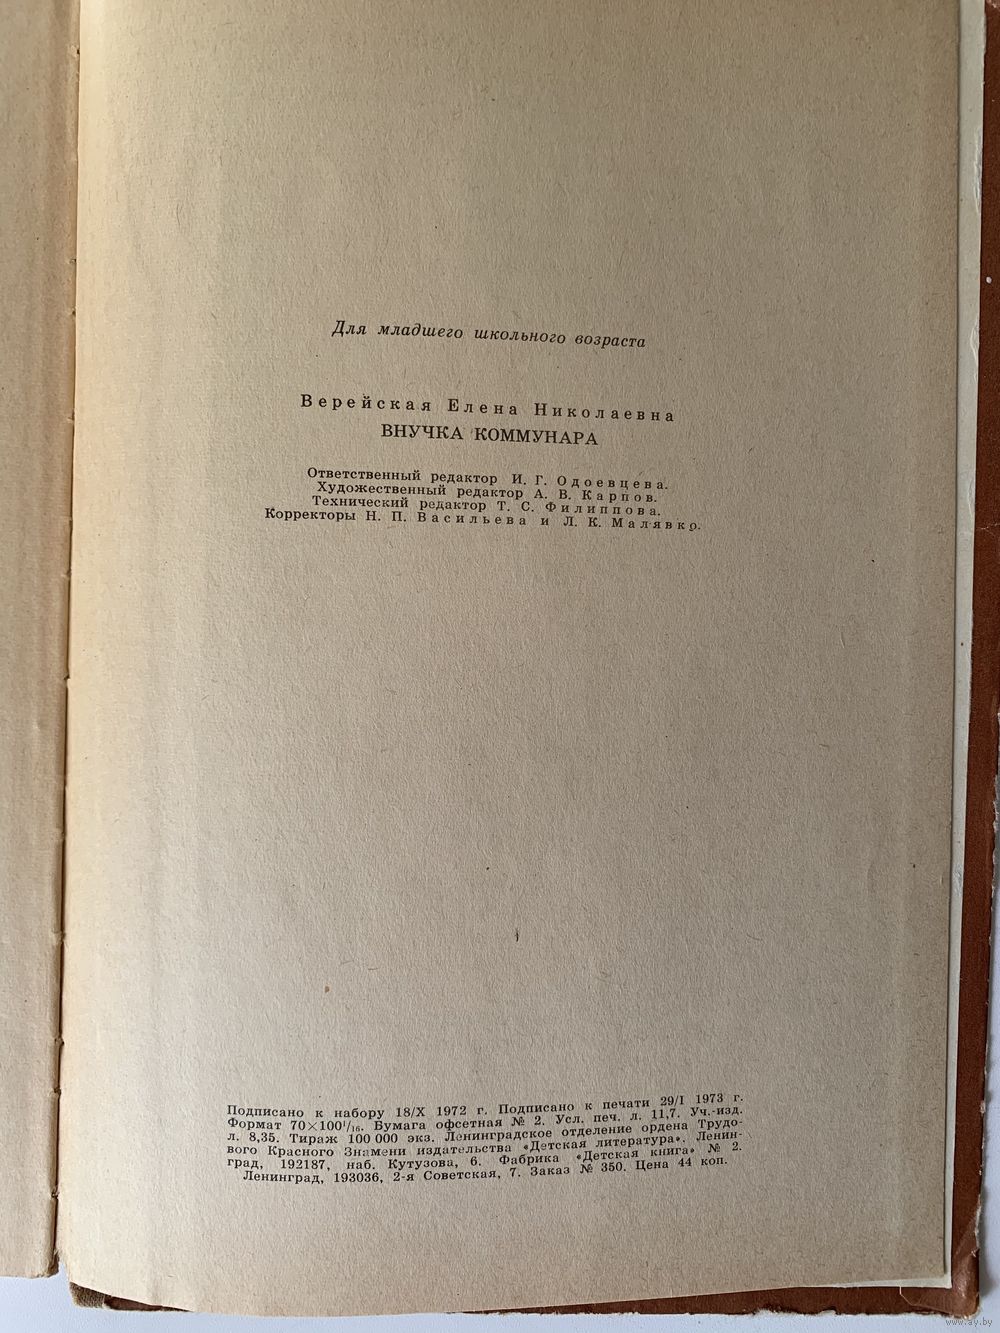 Для младшего школьного возраста
Верейская Елена Николаевна
ВНУЧКА КОММУНАРА
Ответственный редактор И. Г. Одоевцева.
Художественный редактор А. В. Карпов.
Технический редактор Т. С. Филиппова.
Корректоры Н. П. Васильева и Л. К. Малявко.
Подписано к набору 18/X 1972 г. Подписано к печати 29/I 1973 г.
Формат 70×100¹/₁₆. Бумага офсетная № 2. Усл. печ. л. 11,7. Уч.-изд.
л. 8,35. Тираж 100 000 экз. Ленинградское отделение ордена Трудо-
вого Красного Знамени издательства «Детская литература». Ленин-
град, 192187, наб. Кутузова, 6. Фабрика «Детская книга» № 2.
Ленинград, 193036, 2-я Советская, 7. Заказ № 350. Цена 44 коп.
www.ay.by